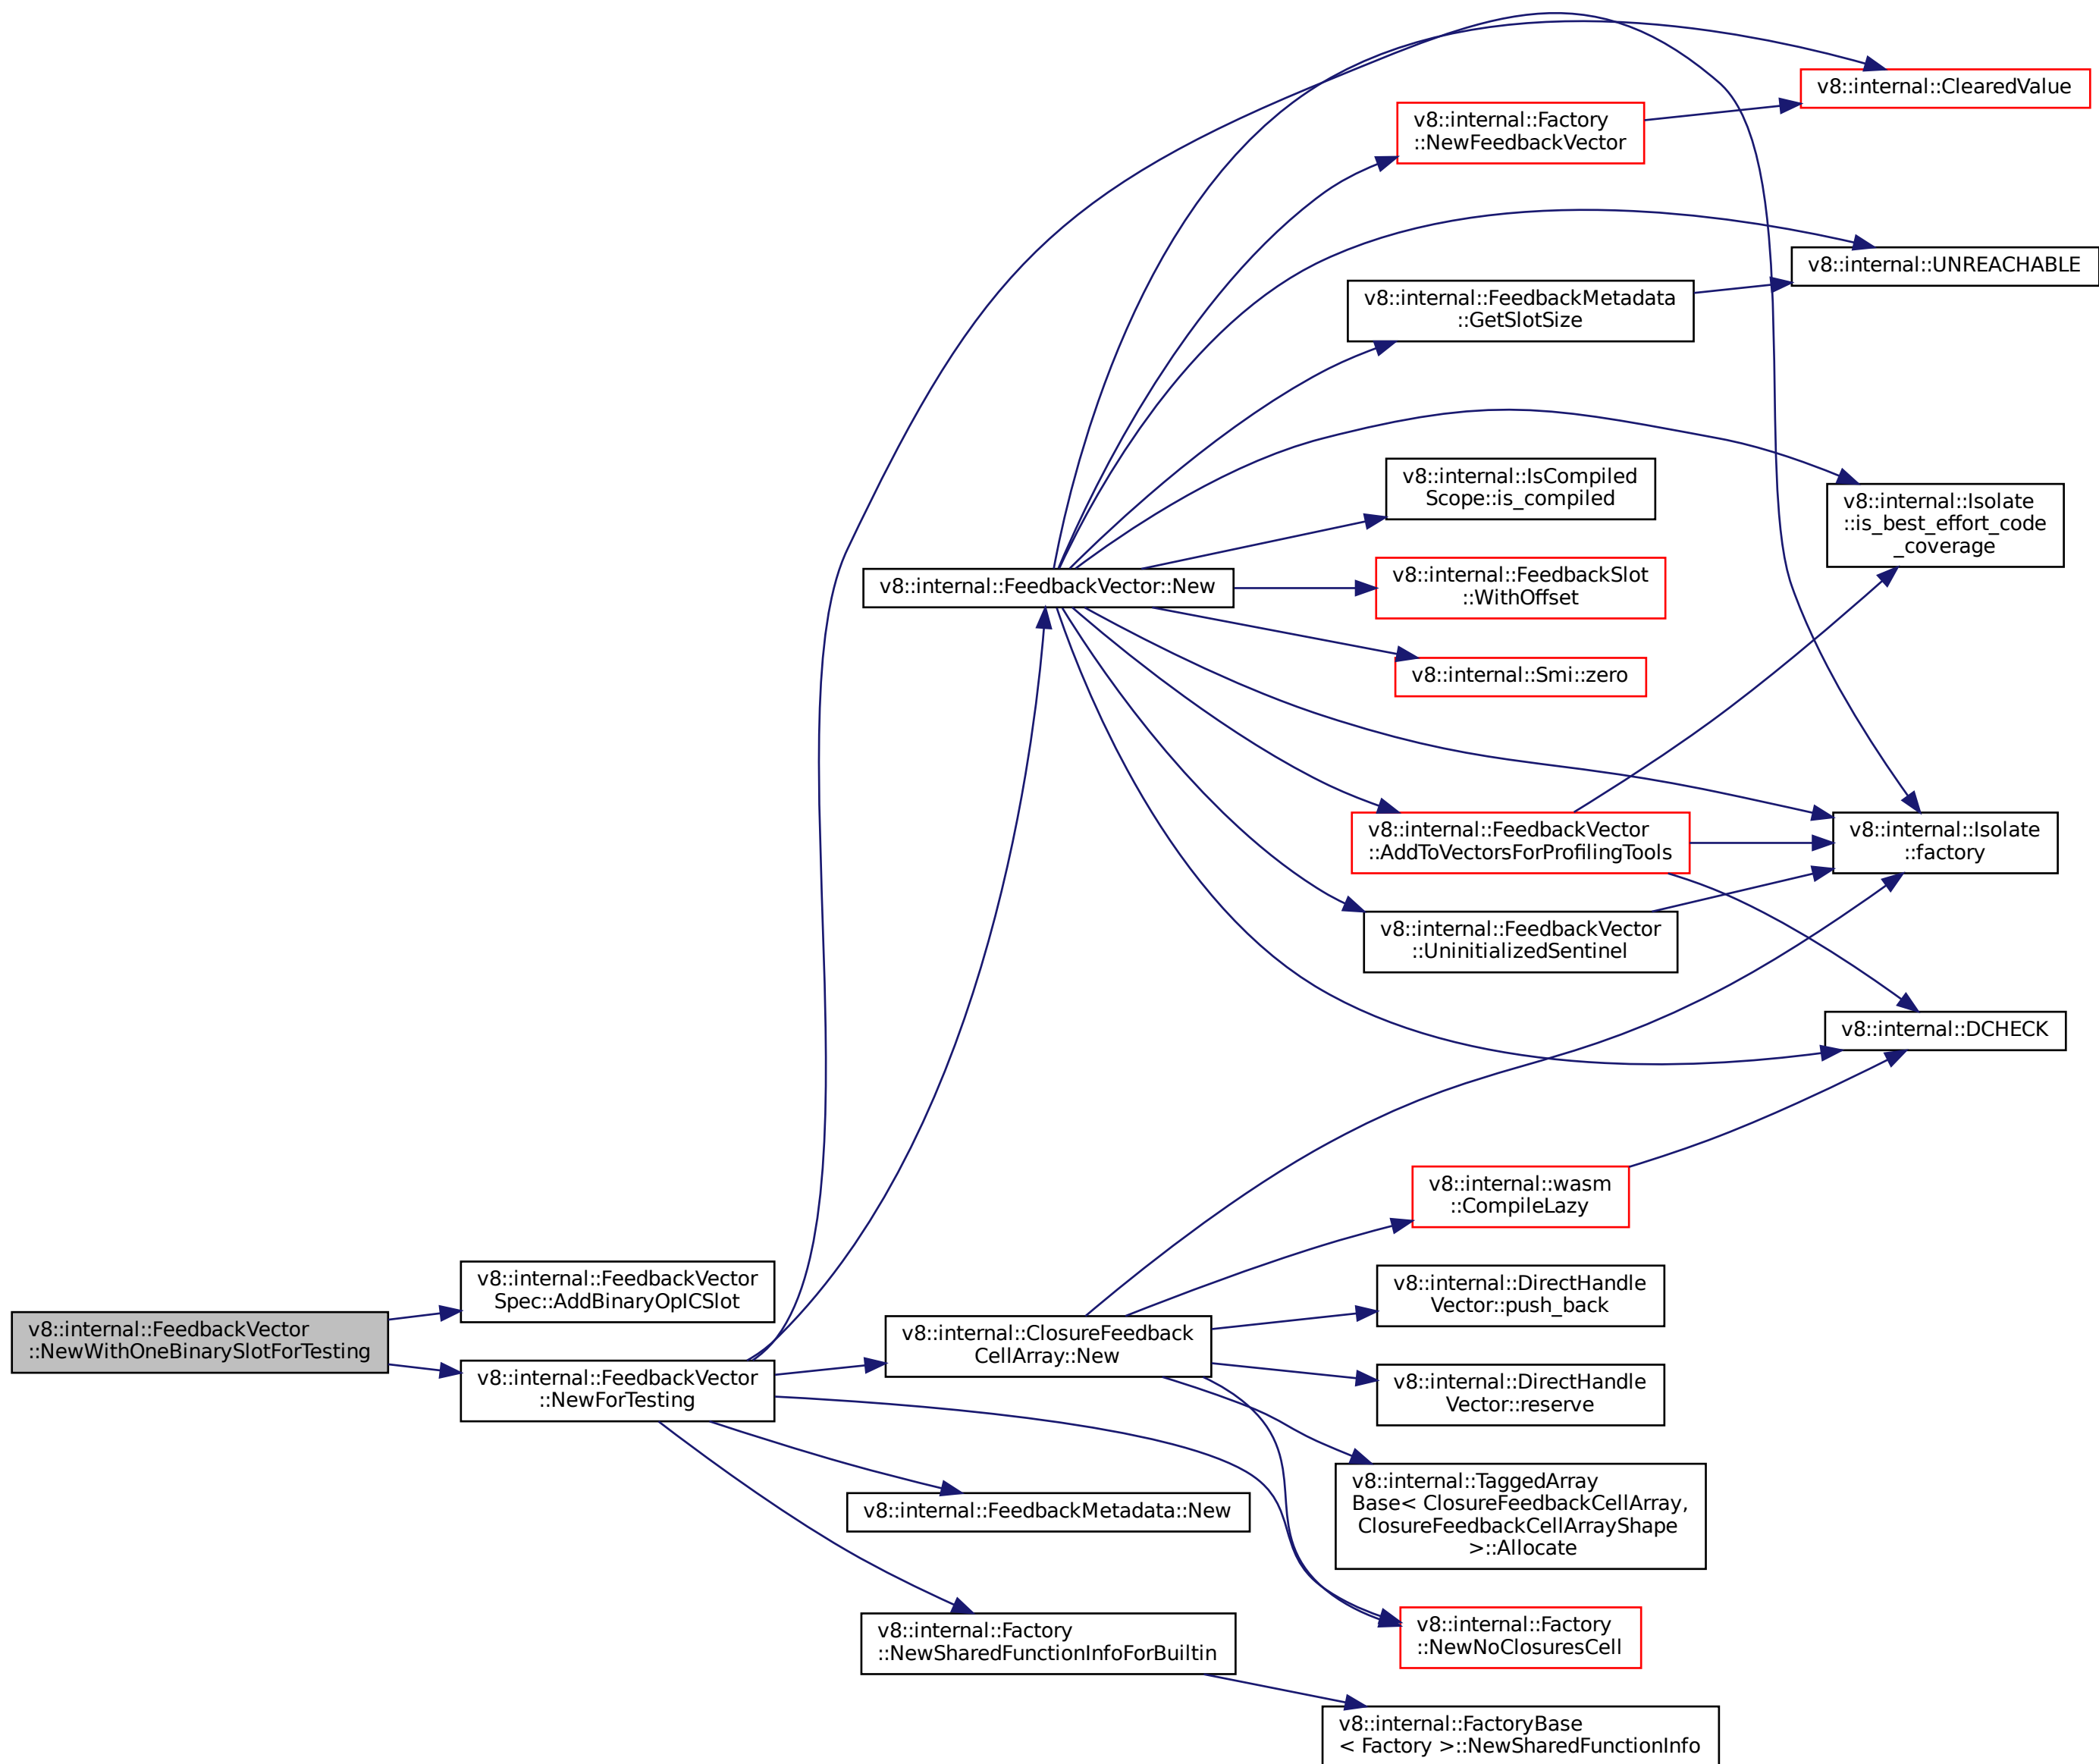 v8::internal::ClearedValue
v8::internal::Factory
::NewFeedbackVector
v8::internal::UNREACHABLE
v8::internal::FeedbackMetadata
::GetSlotSize
v8::internal::IsCompiled
Scope::is_compiled
v8::internal::Isolate
::is_best_effort_code
_coverage
v8::internal::FeedbackVector::New
v8::internal::FeedbackSlot
::WithOffset
v8::internal::Smi::zero
v8::internal::FeedbackVector
::AddToVectorsForProfilingTools
v8::internal::Isolate
::factory
v8::internal::FeedbackVector
::UninitializedSentinel
v8::internal::DCHECK
v8::internal::wasm
::CompileLazy
v8::internal::FeedbackVector
Spec::AddBinaryOpICSlot
v8::internal::DirectHandle
Vector::push_back
v8::internal::FeedbackVector
::NewWithOneBinarySlotForTesting
v8::internal::ClosureFeedback
CellArray::New
v8::internal::FeedbackVector
::NewForTesting
v8::internal::DirectHandle
Vector::reserve
v8::internal::TaggedArray
Base< ClosureFeedbackCellArray,
ClosureFeedbackCellArrayShape
>::Allocate
v8::internal::FeedbackMetadata::New
v8::internal::Factory
::NewNoClosuresCell
v8::internal::Factory
::NewSharedFunctionInfoForBuiltin
v8::internal::FactoryBase
< Factory >::NewSharedFunctionInfo